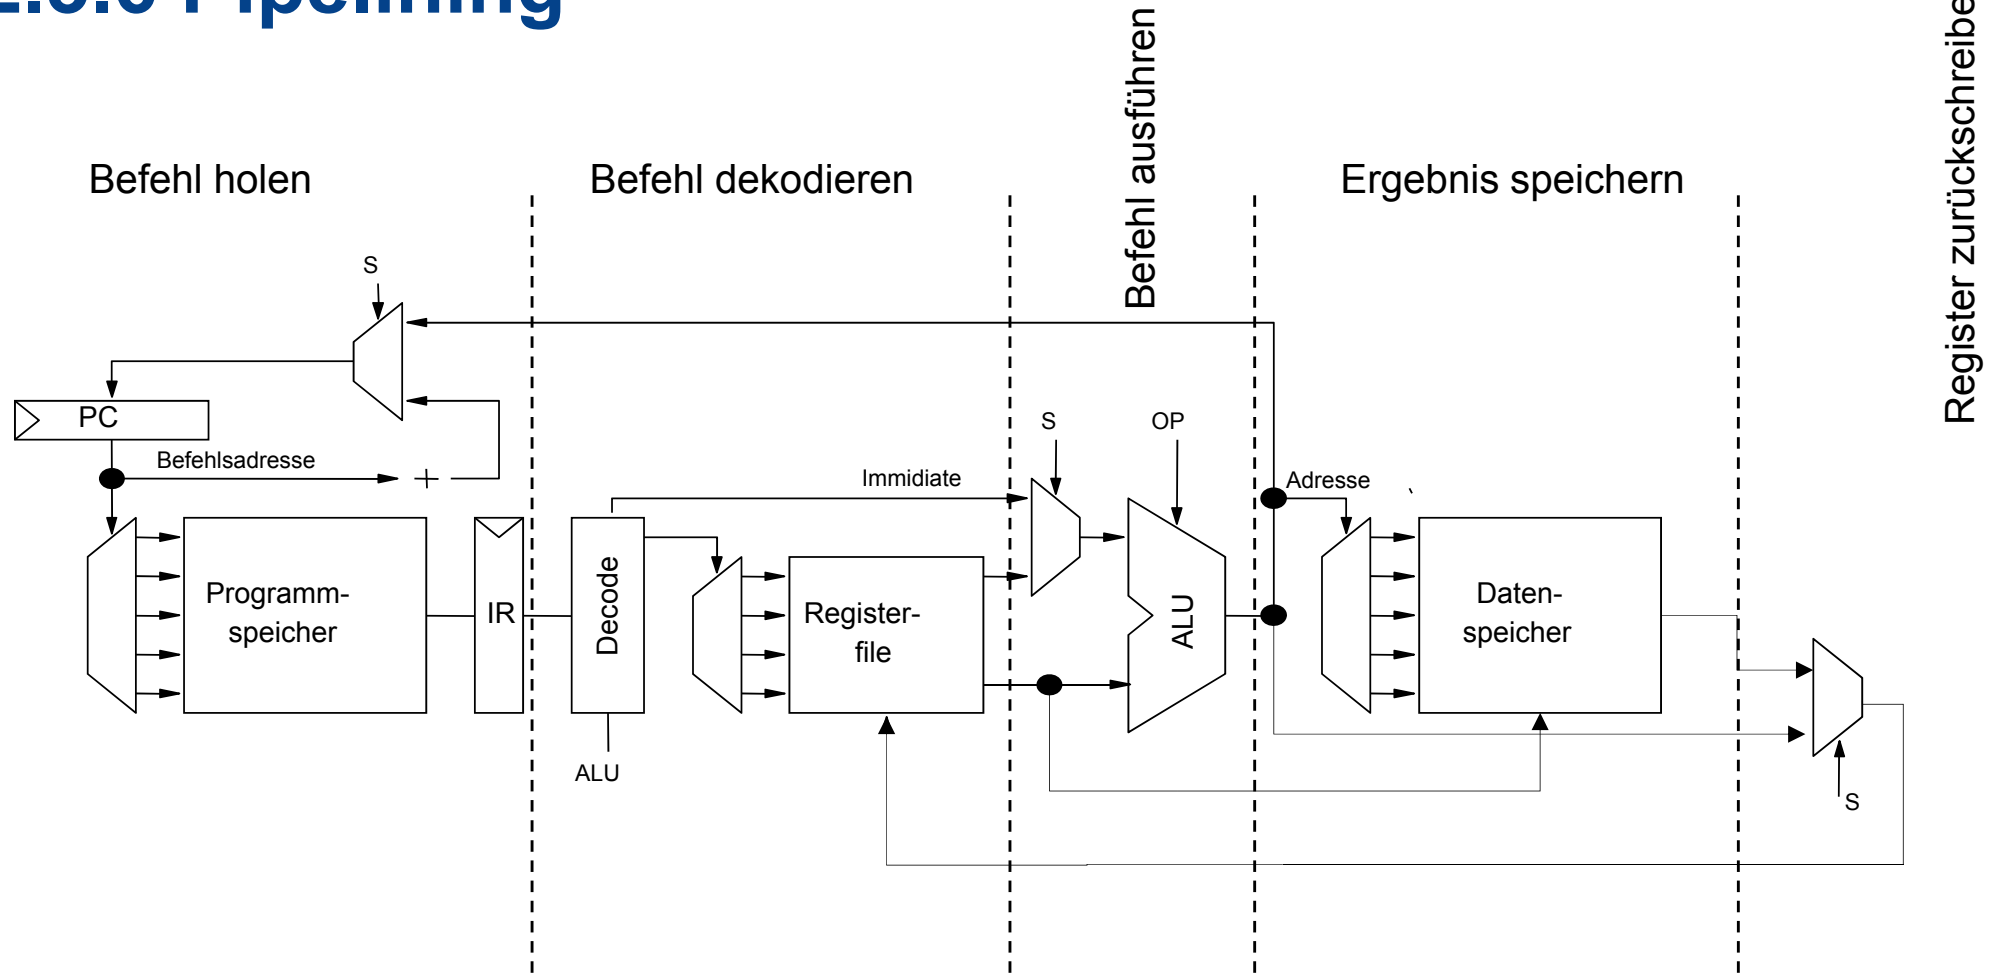 Pipelining
Befehl holen
Befehl dekodieren
Befehl ausführen
Ergebnis speichern
Register zurückschreibe
S
PC
Befehlsadresse
+
S
OP
Immidiate
Adresse
Programm-
speicher
IR
Decode
Register-
file
ALU
Daten-
speicher
ALU
S